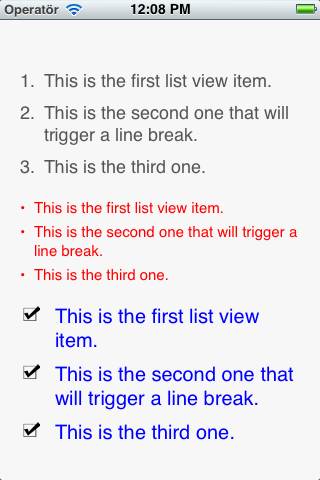 Operatör 12:08 PM
1. This is the first list view item.
2. This is the second one that will
trigger a line break.
3. This is the third one.
• This is the first list view item.
• This is the second one that will trigger a
line break.
• This is the third one.
This is the first list view
item.
This is the second one that
will trigger a line break.
This is the third one.